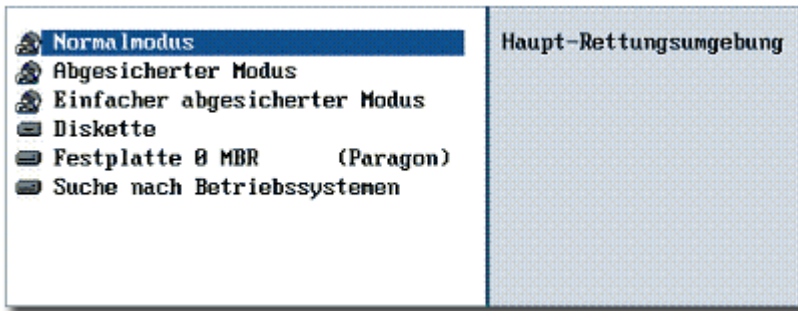 Normalmodus
Abgesicherter Modus
Einfacher abgesicherter Modus
Diskette
Festplatte 0 MBR (Paragon)
Suche nach Betriebssystemen
Haupt-Rettungsumgebung